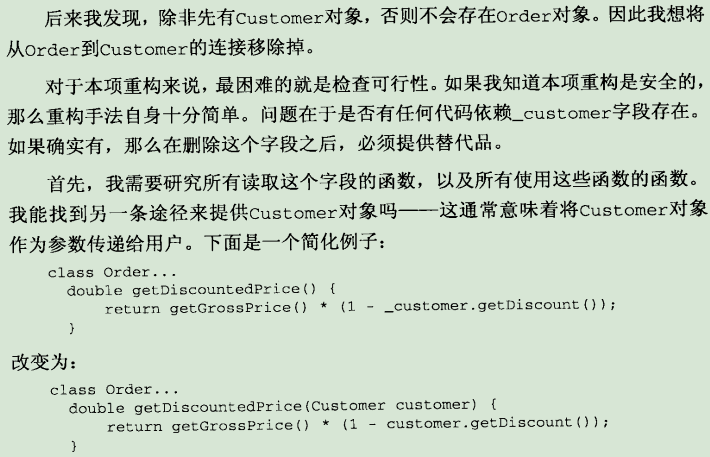 后来我发现，除非先有Customer对象，否则不会存在Order对象。因此我想将
从Order到Customer的连接移除掉。
对于本项重构来说，最困难的就是检查可行性。如果我知道本项重构是安全的，
那么重构手法自身十分简单。问题在于是否有任何代码依赖_customer字段存在。
如果确实有，那么在删除这个字段之后，必须提供替代品。
首先，我需要研究所有读取这个字段的函数，以及所有使用这些函数的函数。
我能找到另一条途径来提供Customer对象吗——这通常意味着将Customer对象
作为参数传递给用户。下面是一个简化例子：
class Order...
double getDiscountedPrice() {
return getGrossPrice() * (1 - _customer.getDiscount());
}
改变为：
class Order...
double getDiscountedPrice(Customer customer) {
return getGrossPrice() * (1 - customer.getDiscount());
}